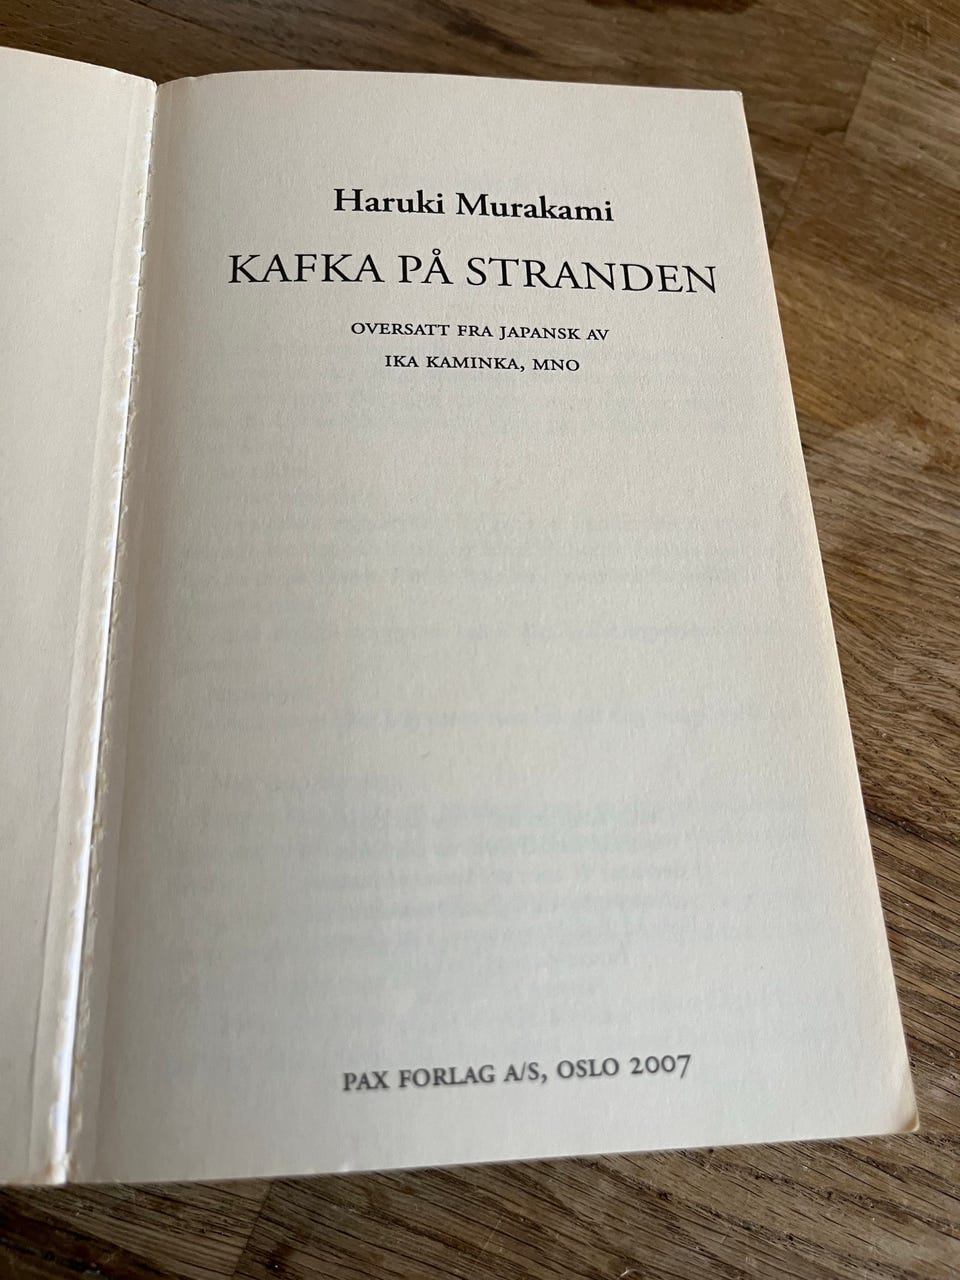 Haruki Murakami
KAFKA PÅ STRANDEN
OVERSATT FRA JAPANSK AV
IKA KAMINKA, MNO
PAX FORLAG A/S, OSLO 2007